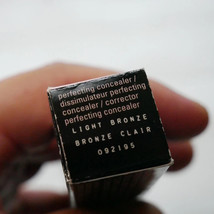 perfecting concealer/
dissimulateur perfecting
concealer / corrector
perfecting concealer
LIGHT BRONZE
BRONZE CLAIR
092195